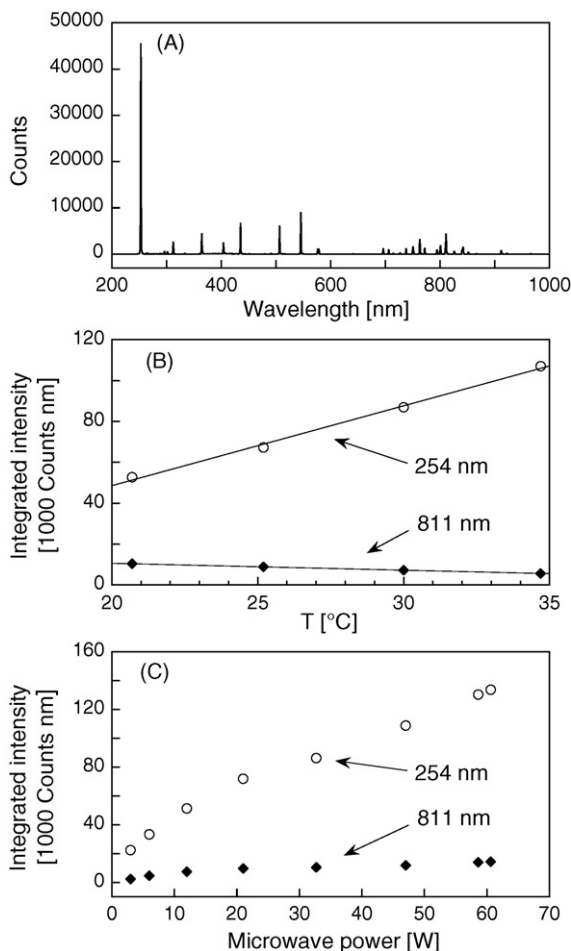 (A)
Counts
50000
40000
30000
20000
10000
0
200 400 600 800 1000
Wavelength [nm]
(B)
Integrated intensity
[1000 Counts nm]
120
80
40
0
254 nm
811 nm
20 25 30 35
T [°C]
(C)
Integrated intensity
[1000 Counts nm]
160
120
80
40
0
254 nm
811 nm
0 10 20 30 40 50 60 70
Microwave power [W]